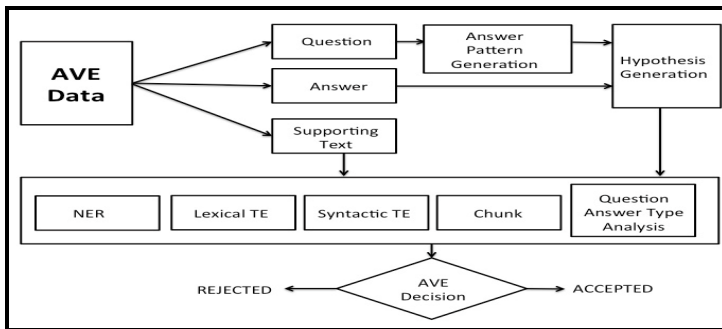 AVE
Data
Question
Answer
Pattern
Generation
Hypothesis
Generation
Answer
Supporting
Text
NER
Lexical TE
Syntactic TE
Chunk
Question
Answer Type
Analysis
REJECTED
AVE
Decision
ACCEPTED